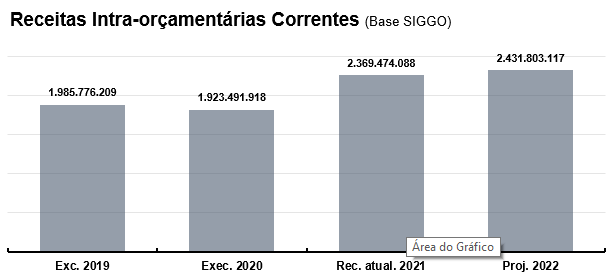 Receitas Intra-orçamentárias Correntes (Base SIGGO)
1.985.776.209
1.923.491.918
2.369.474.088
2.431.803.117
Área do Gráfico
Exc. 2019
Exec. 2020
Rec. atual. 2021
Proj. 2022